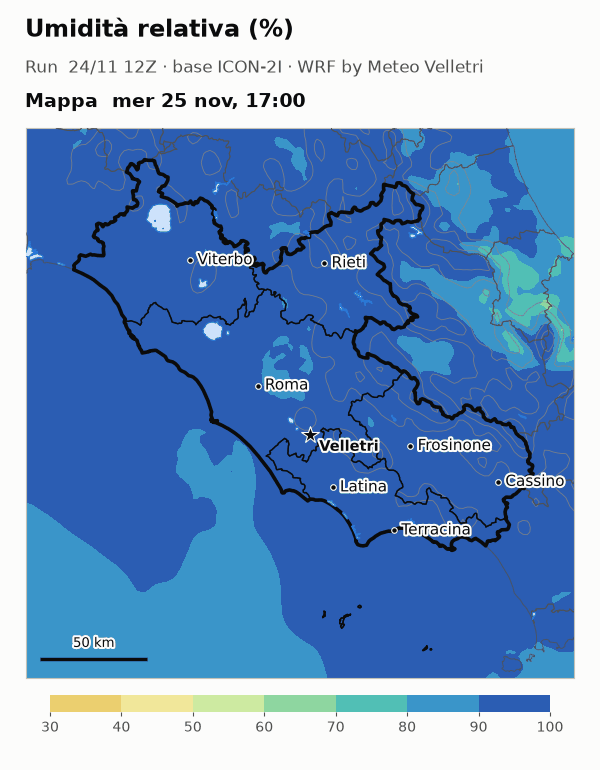 Umidità relativa (%)
Run  24/11 12Z · base ICON-2I · WRF by Meteo Velletri
Mappa  mer 25 nov, 17:00
Viterbo
Rieti
Roma
Velletri
Frosinone
Latina
Cassino
Terracina
50 km
30 40 50 60 70 80 90 100